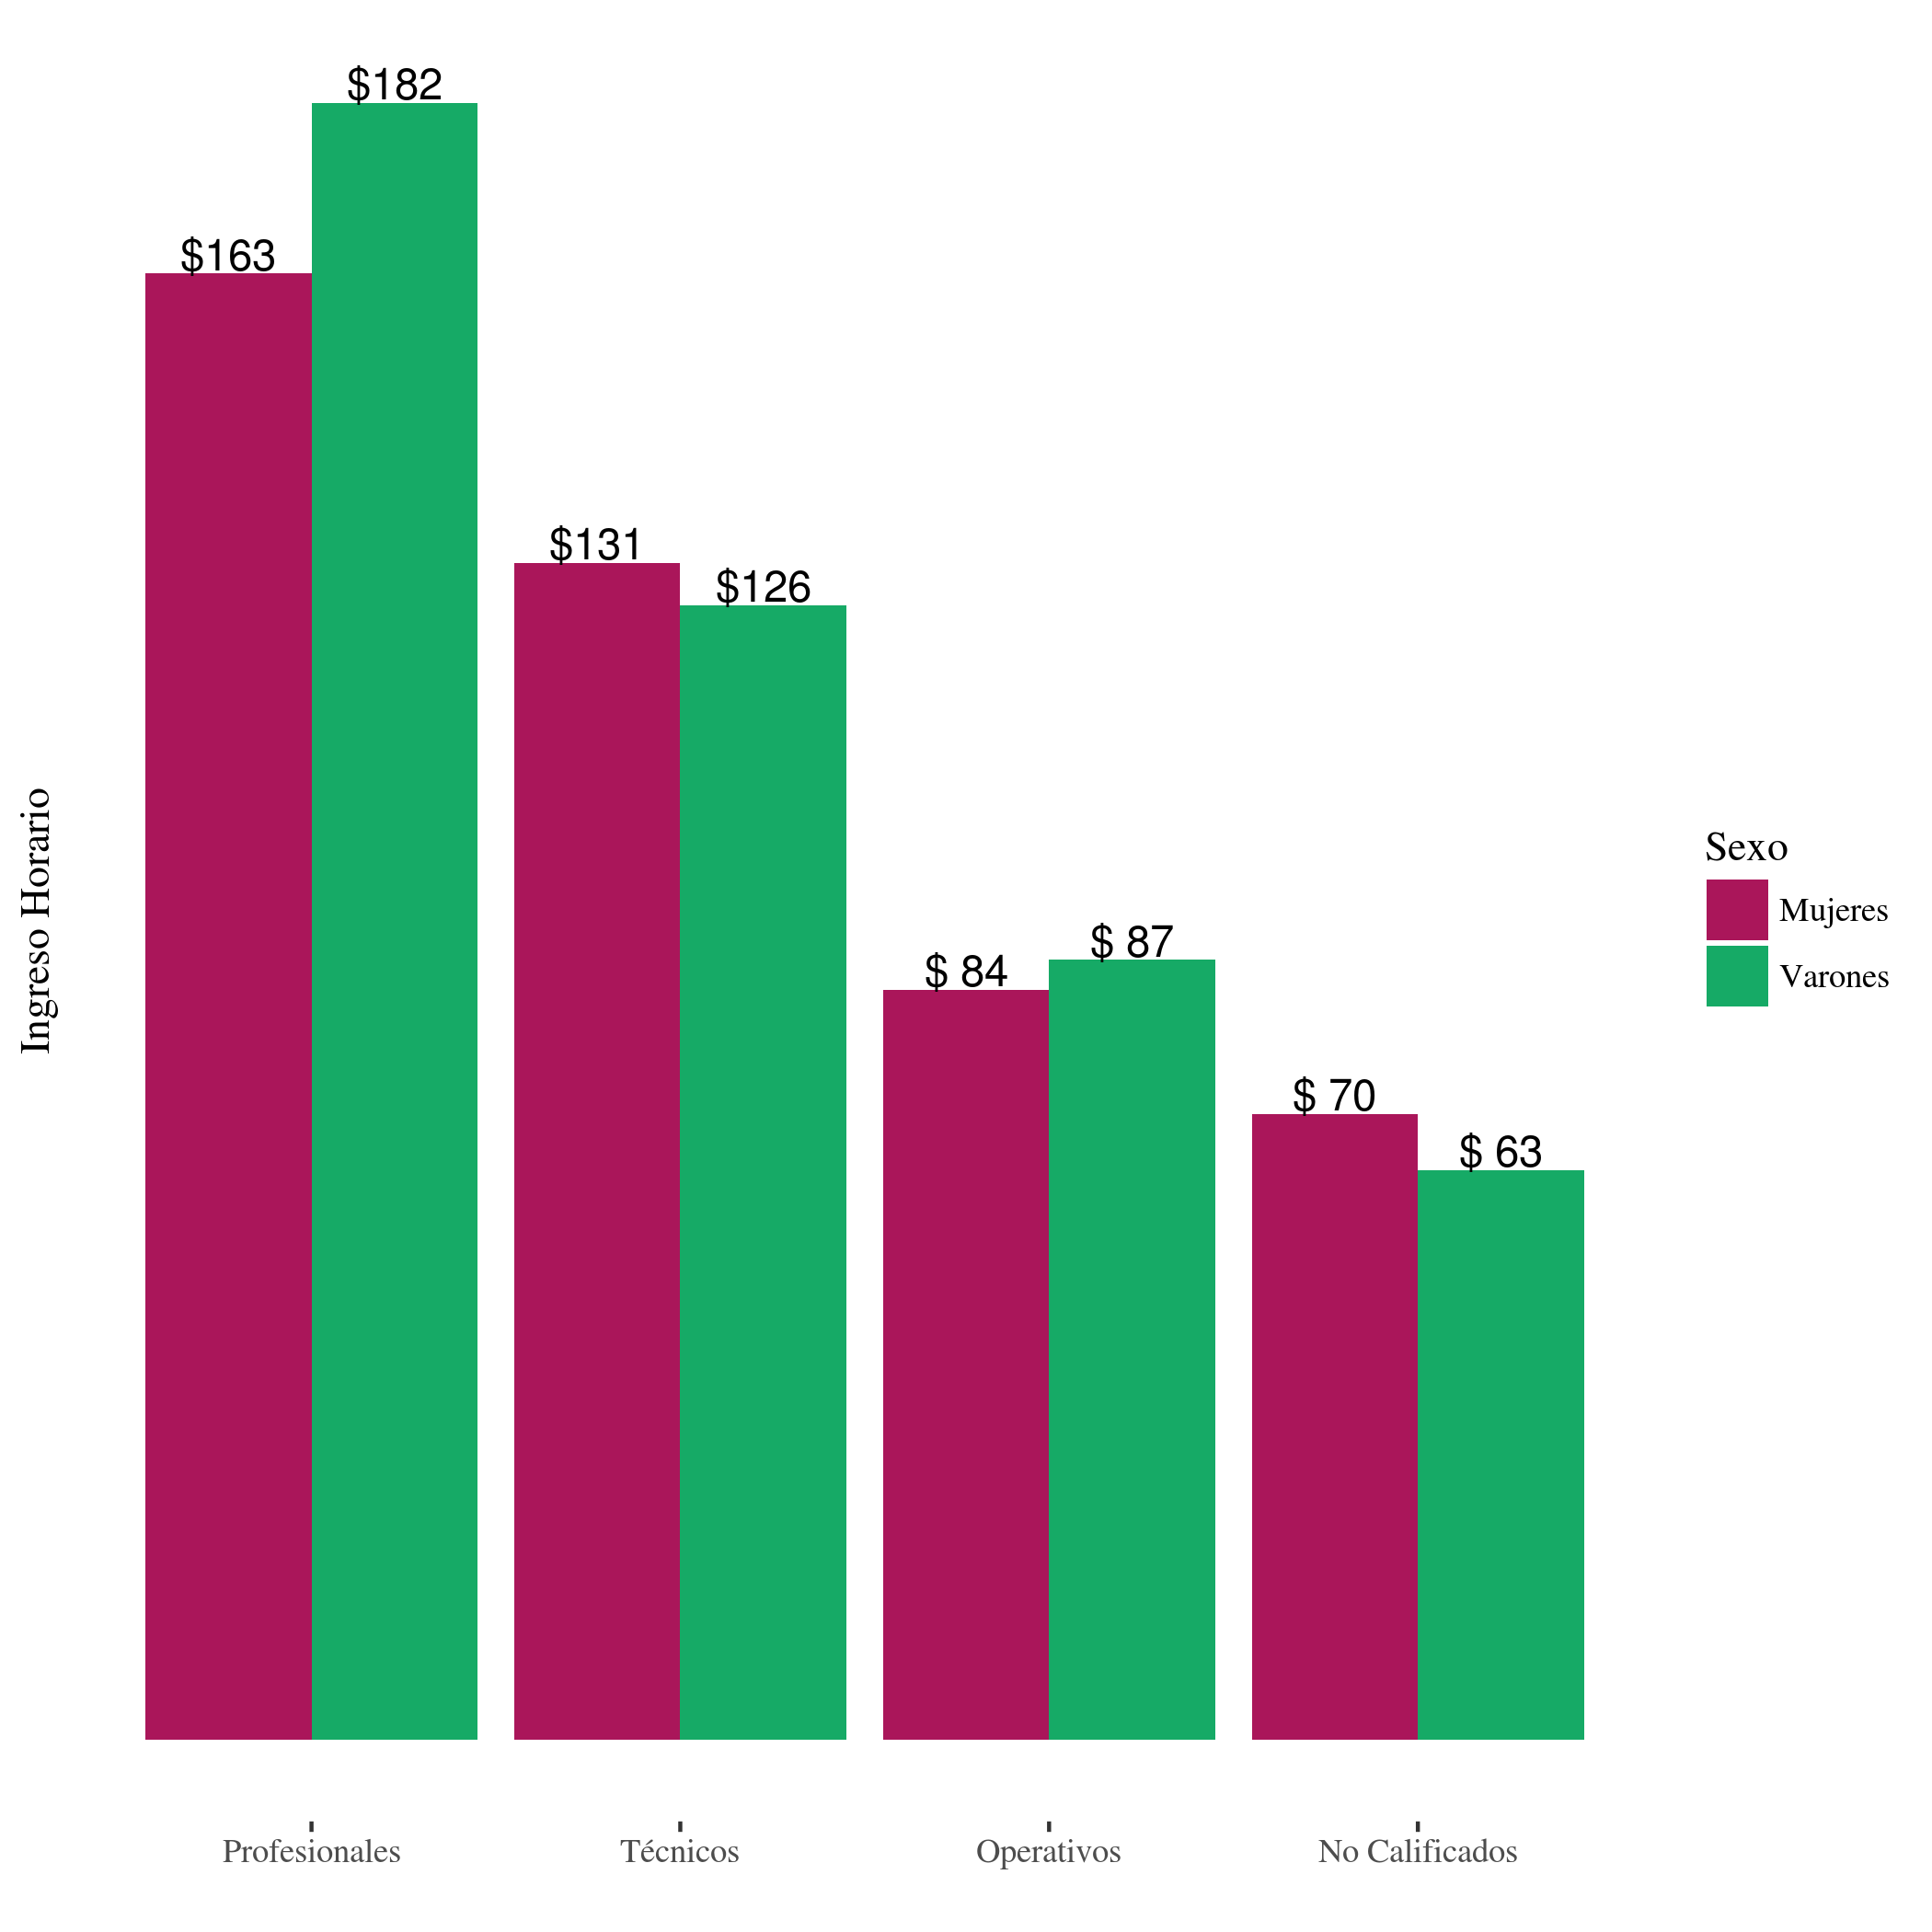 $182
$163
$131
$126
$ 87
$ 84
$ 70
$ 63
Ingreso Horario
Sexo
Mujeres
Varones
Profesionales
Técnicos
Operativos
No Calificados